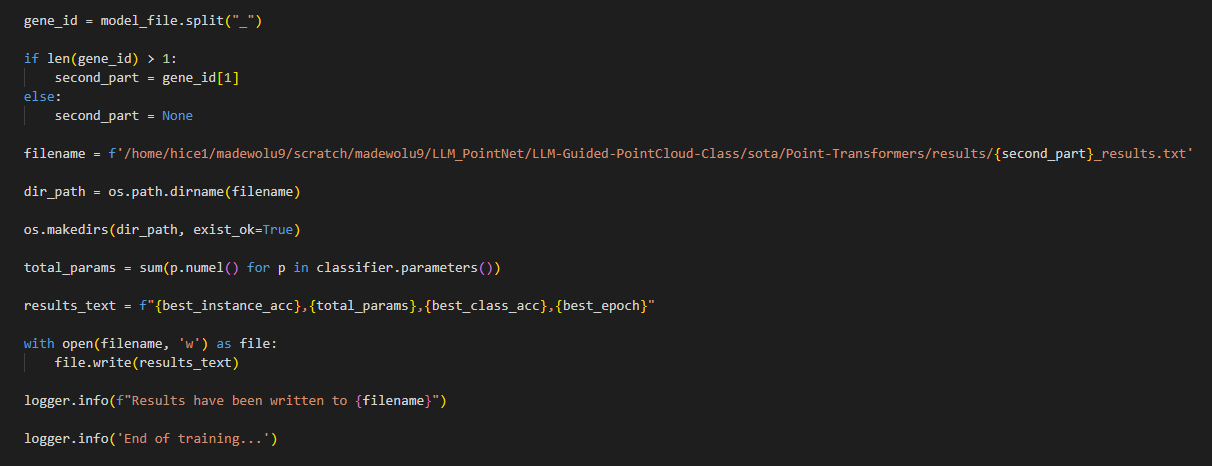 gene_id = model_file.split("_")
if len(gene_id) > 1:
    second_part = gene_id[1]
else:
    second_part = None
filename = f'/home/hice1/madewolu9/scratch/madewolu9/LLM_PointNet/LLM-Guided-PointCloud-Class/sota/Point-Transformers/results/{second_part}_results.txt'
dir_path = os.path.dirname(filename)
os.makedirs(dir_path, exist_ok=True)
total_params = sum(p.numel() for p in classifier.parameters())
results_text = f"{best_instance_acc},{total_params},{best_class_acc},{best_epoch}"
with open(filename, 'w') as file:
    file.write(results_text)
logger.info(f"Results have been written to {filename}")
logger.info('End of training...')